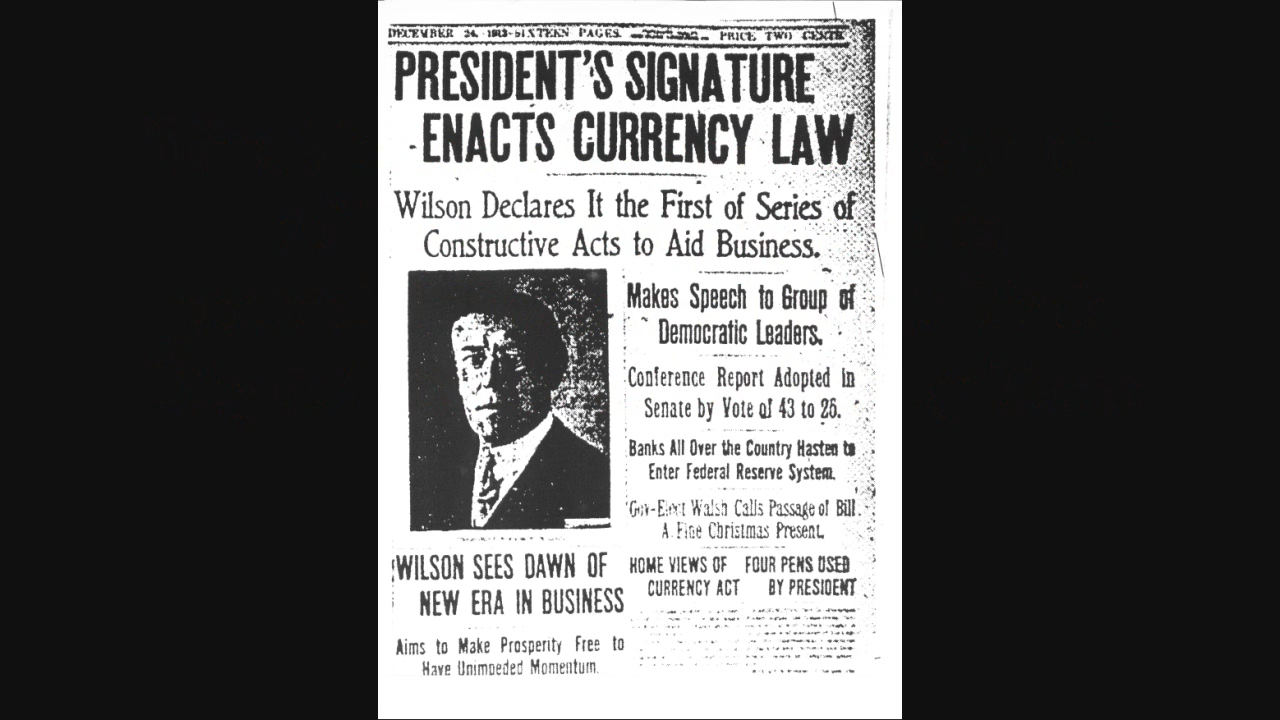 DECEMBER 24, 1913-SIXTEEN PAGES. PRICE TWO CENTS
PRESIDENT'S SIGNATURE
ENACTS CURRENCY LAW
Wilson Declares It the First of Series of
Constructive Acts to Aid Business.
Makes Speech to Group of
Democratic Leaders.
Conference Report Adopted in
Senate by Vote of 43 to 25.
Banks All Over the Country Hasten to
Enter Federal Reserve System.
Gov-Elect Walsh Calls Passage of Bill
A Fine Christmas Present.
WILSON SEES DAWN OF
NEW ERA IN BUSINESS
Aims to Make Prosperity Free to
Have Unimpeded Momentum.
HOME VIEWS OF
CURRENCY ACT
FOUR PENS USED
BY PRESIDENT